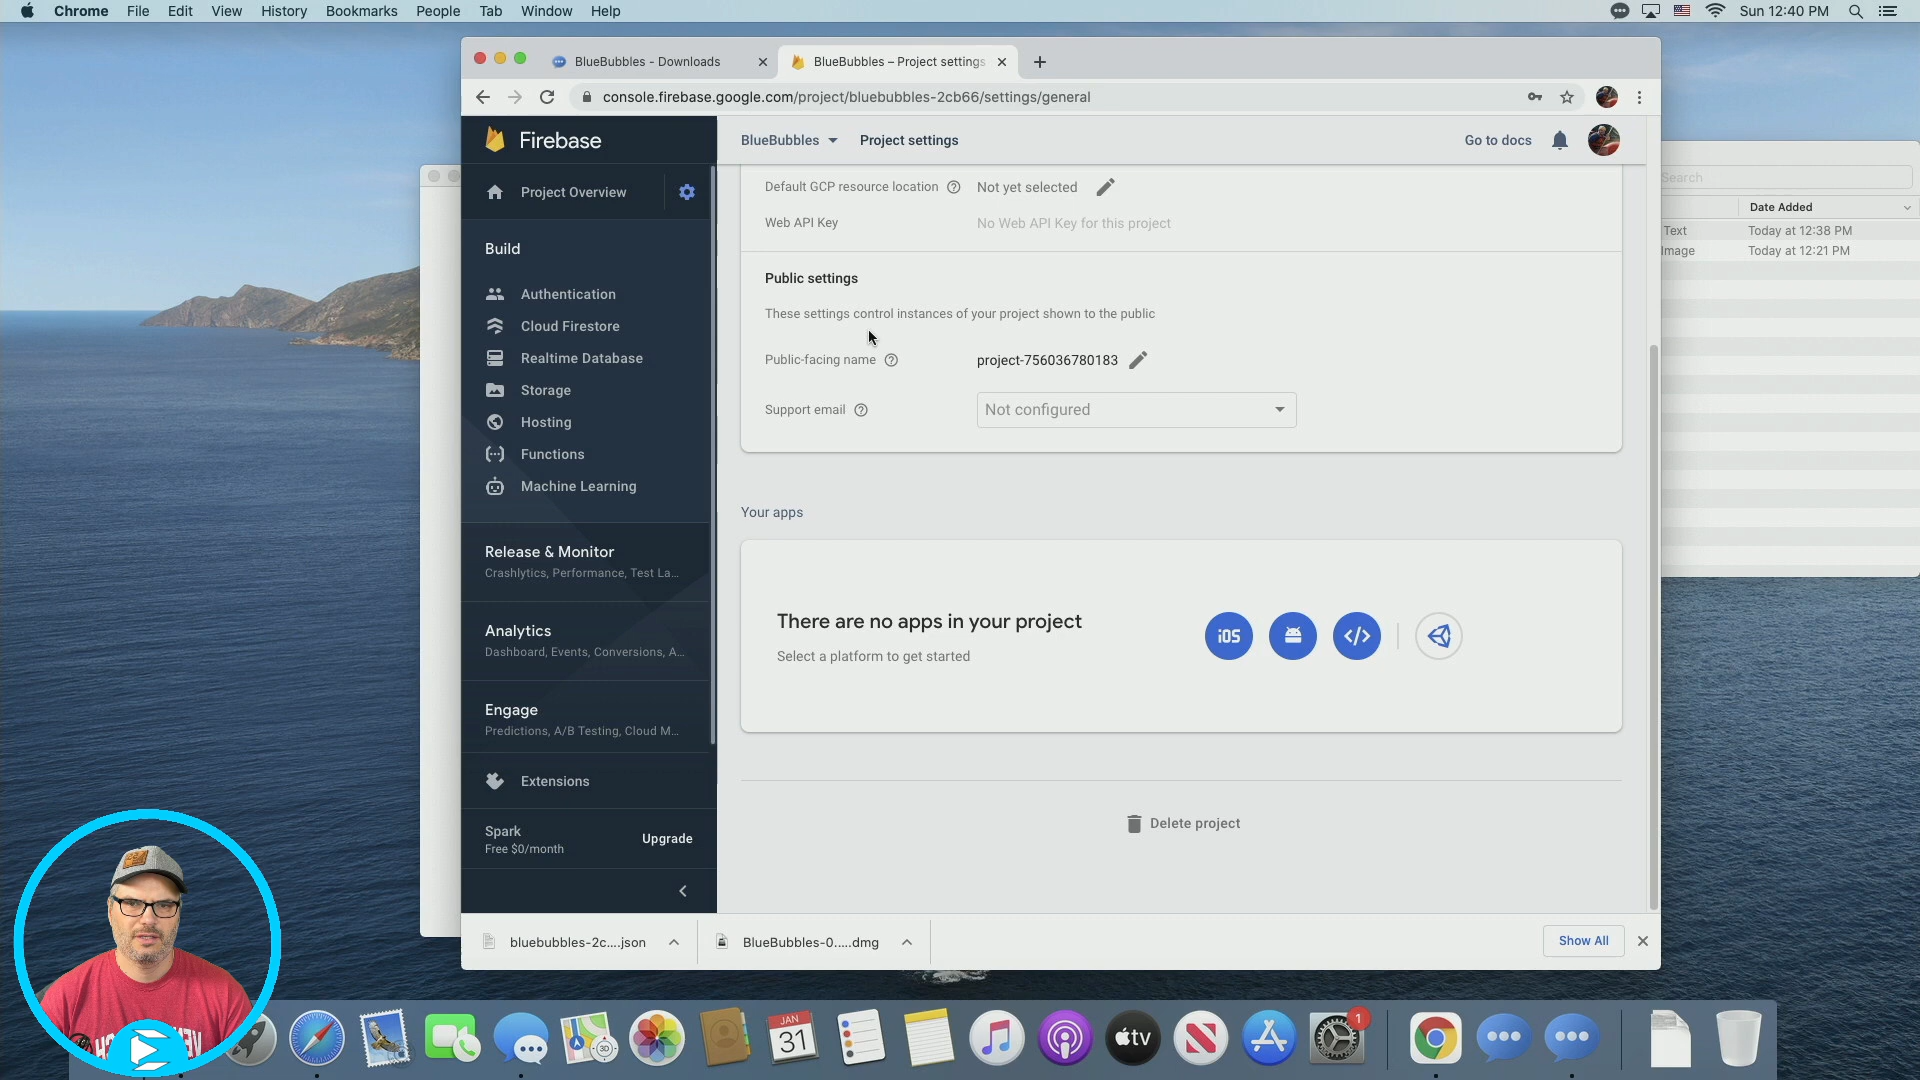 Chrome File Edit View History Bookmarks People Tab Window Help
Sun 12:40 PM
BlueBubbles - Downloads
BlueBubbles – Project settings
console.firebase.google.com/project/bluebubbles-2cb66/settings/general
Firebase
BlueBubbles
Project settings
Go to docs
Project Overview
Build
Authentication
Cloud Firestore
Realtime Database
Storage
Hosting
Functions
Machine Learning
Release & Monitor
Crashlytics, Performance, Test La...
Analytics
Dashboard, Events, Conversions, A...
Engage
Predictions, A/B Testing, Cloud M...
Extensions
Spark
Free $0/month
Upgrade
Default GCP resource location
Not yet selected
Web API Key
No Web API Key for this project
Public settings
These settings control instances of your project shown to the public
Public-facing name
project-756036780183
Support email
Not configured
Your apps
There are no apps in your project
Select a platform to get started
iOS
Delete project
Search
Date Added
Text
Today at 12:38 PM
Image
Today at 12:21 PM
bluebubbles-2c....json
BlueBubbles-0.....dmg
Show All
3D
JAN
31
tv
1